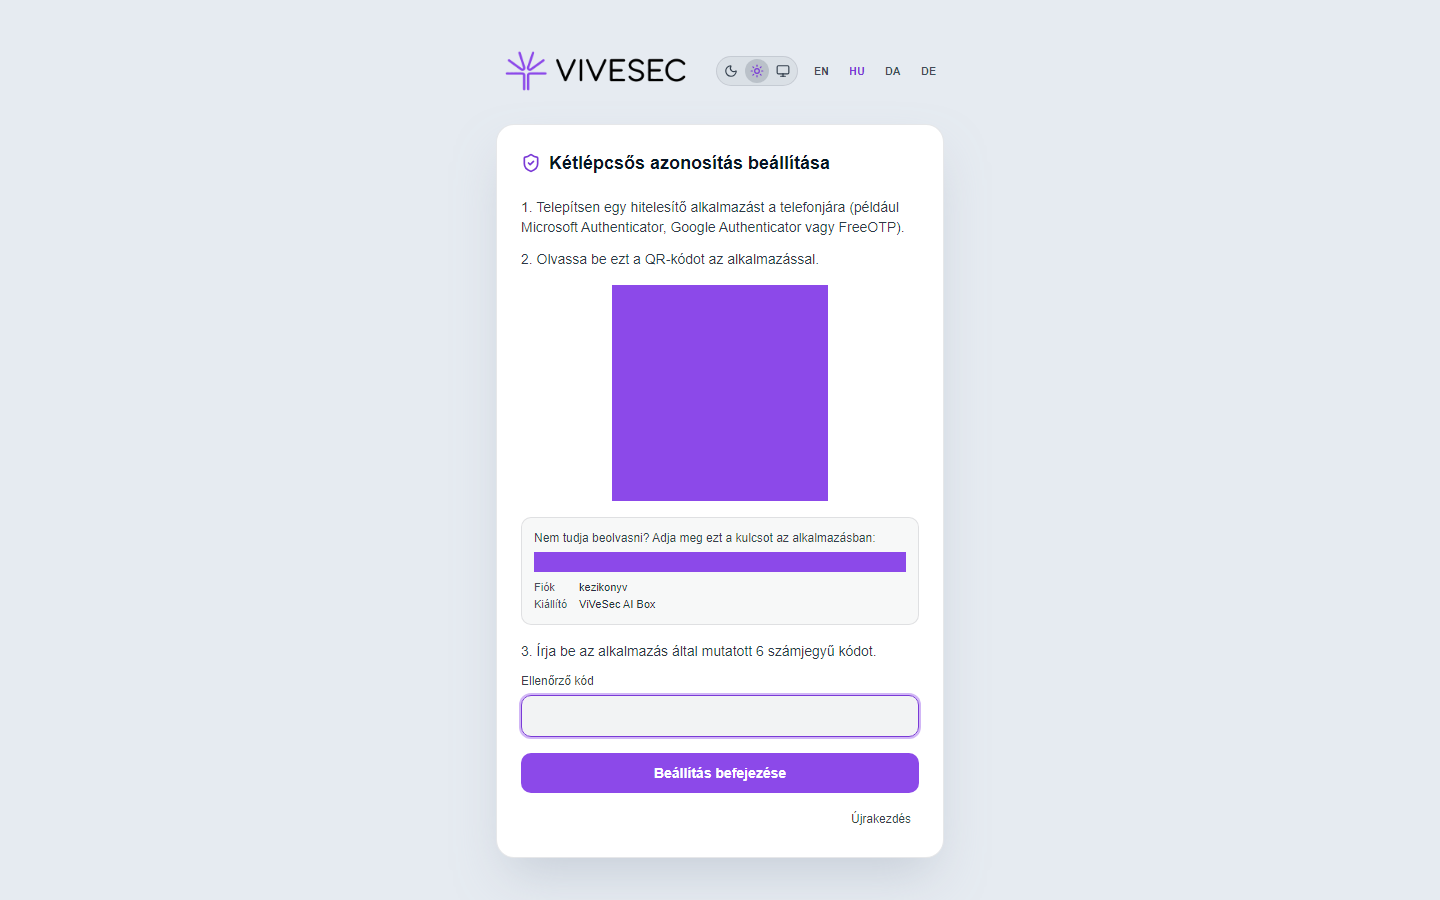 VIVESEC
EN HU DA DE
Kétlépcsős azonosítás beállítása
1. Telepítsen egy hitelesítő alkalmazást a telefonjára (például
Microsoft Authenticator, Google Authenticator vagy FreeOTP).
2. Olvassa be ezt a QR-kódot az alkalmazással.
Nem tudja beolvasni? Adja meg ezt a kulcsot az alkalmazásban:
Fiók kezikonyv
Kiállító ViVeSec AI Box
3. Írja be az alkalmazás által mutatott 6 számjegyű kódot.
Ellenőrző kód
Beállítás befejezése
Újrakezdés